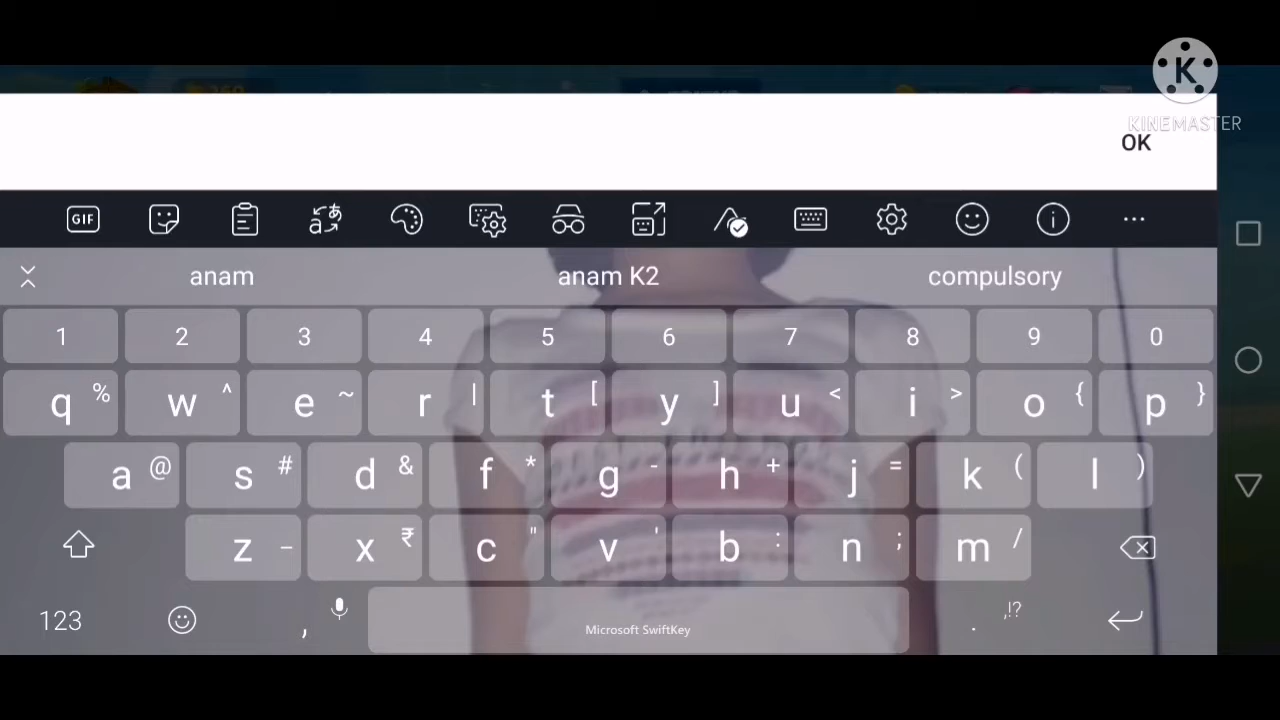 KINEMASTER
OK
GIF
anam anam K2 compulsory
1 2 3 4 5 6 7 8 9 0
q % w ^ e ~ r | t [ y ] u < i > o { p }
a @ s # d & f * g - h + j = k ( l )
z _ x ₹ c " v ' b : n ; m /
123 , Microsoft SwiftKey . ,!?